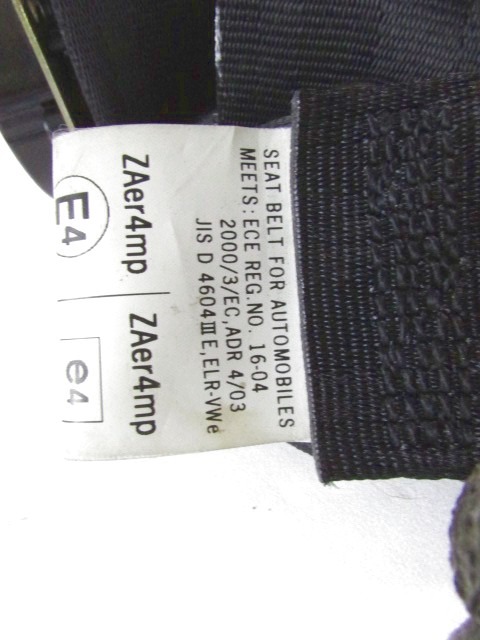 SEAT BELT FOR AUTOMOBILES
MEETS: ECE REG.NO. 16-04
2000/3/EC,ADR 4/03
JIS D 4604ⅢE,ELR-VWe
ZAer4mp ZAer4mp
E4 e4